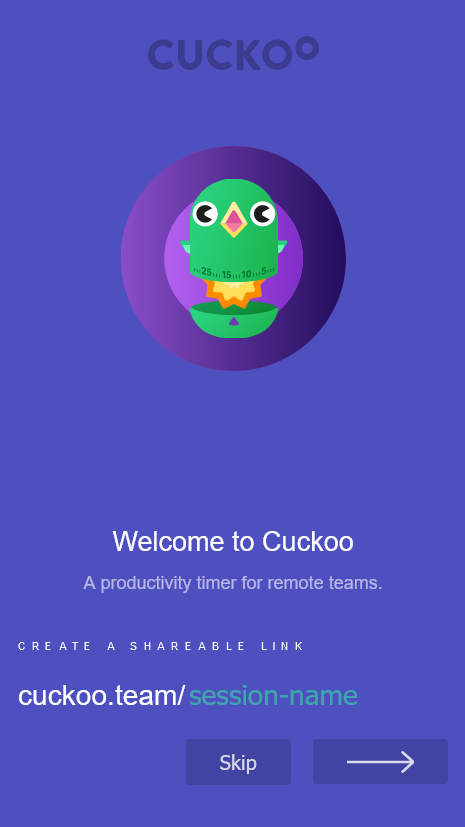 CUCKOO
25 15 10 5
Welcome to Cuckoo
A productivity timer for remote teams.
CREATE A SHAREABLE LINK
cuckoo.team/session-name
Skip